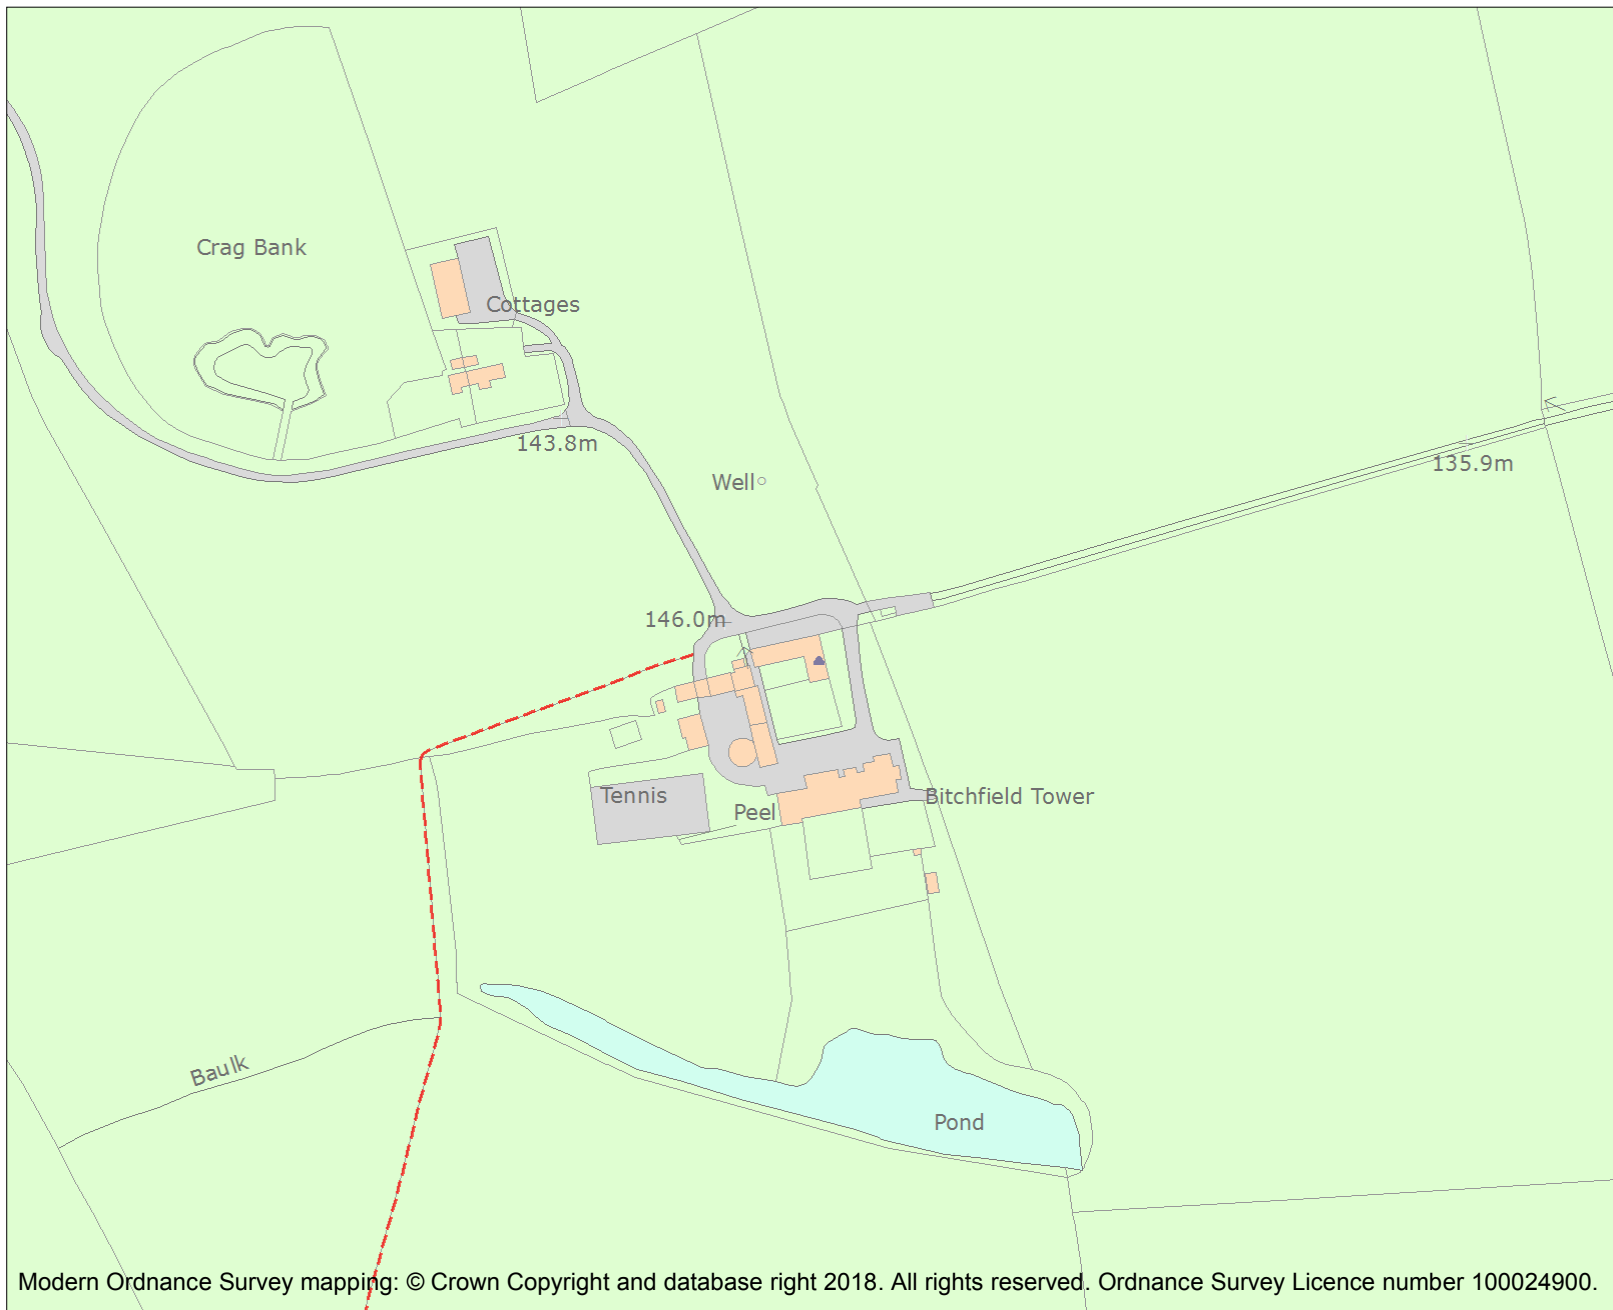 Crag Bank
Cottages
143.8m
Well
135.9m
146.0m
Tennis
Peel
Bitchfield Tower
Baulk
Pond
Modern Ordnance Survey mapping: © Crown Copyright and database right 2018. All rights reserved. Ordnance Survey Licence number 100024900.